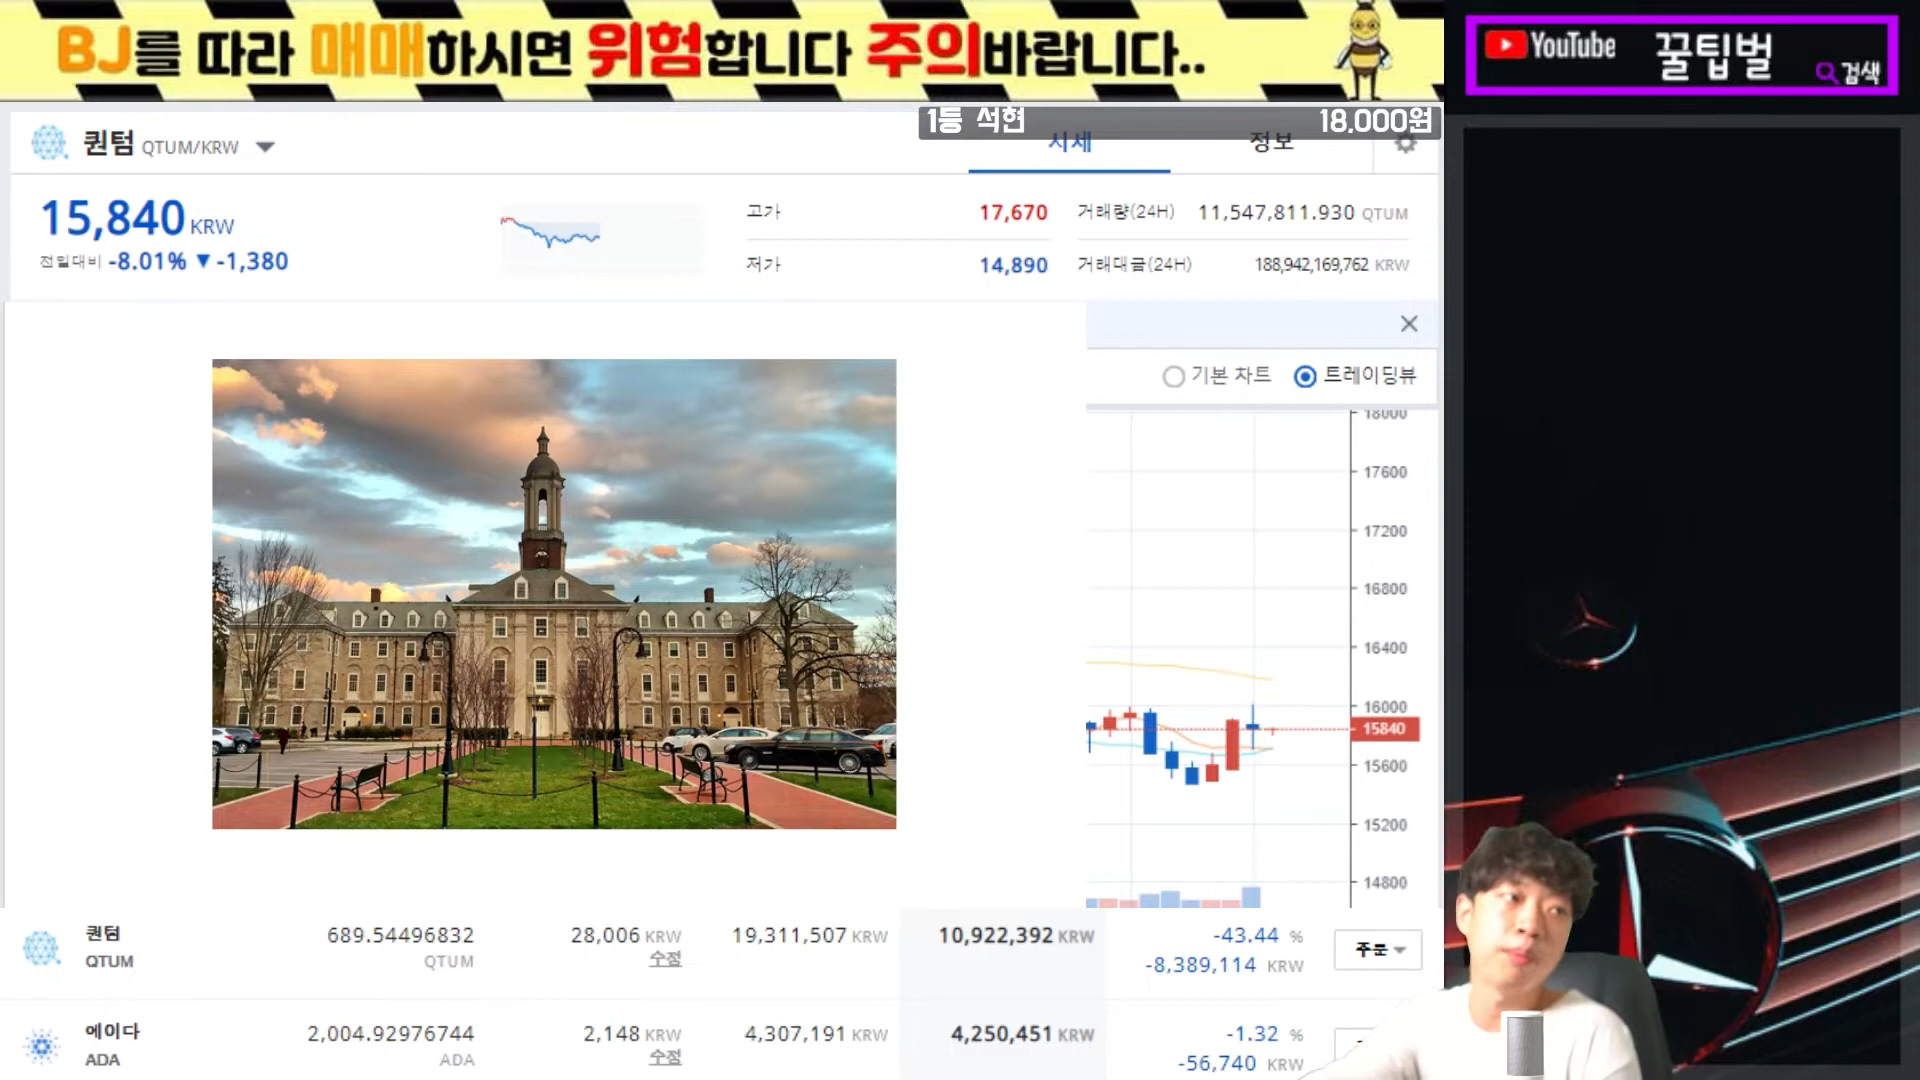 BJ를 따라 매매하시면 위험합니다 주의바랍니다..
YouTube 꿀팁벌 검색
1등 석현 18,000원
퀀텀 QTUM/KRW
시세 정보
15,840 KRW
전일대비 -8.01% ▼ -1,380
고가 17,670
저가 14,890
거래량(24H) 11,547,811.930 QTUM
거래대금(24H) 188,942,169,762 KRW
기본 차트 트레이딩뷰
18000
17600
17200
16800
16400
16000
15840
15600
15200
14800
퀀텀 689.54496832 28,006 KRW 19,311,507 KRW 10,922,392 KRW -43.44 % 주문
QTUM QTUM 수정 -8,389,114 KRW
에이다 2,004.92976744 2,148 KRW 4,307,191 KRW 4,250,451 KRW -1.32 %
ADA ADA 수정 -56,740 KRW